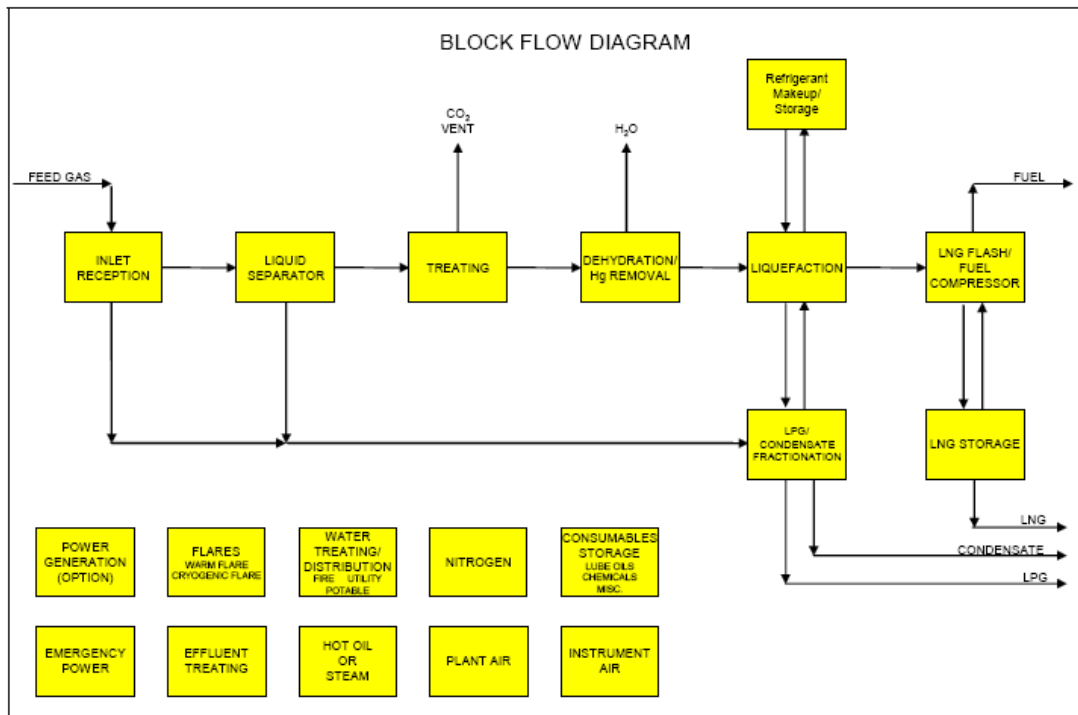 BLOCK FLOW DIAGRAM
Refrigerant
Makeup/
Storage
CO₂
VENT
H₂O
FEED GAS
FUEL
INLET
RECEPTION
LIQUID
SEPARATOR
TREATING
DEHYDRATION/
Hg REMOVAL
LIQUEFACTION
LNG FLASH/
FUEL
COMPRESSOR
LPG/
CONDENSATE
FRACTIONATION
LNG STORAGE
LNG
CONDENSATE
LPG
POWER
GENERATION
(OPTION)
FLARES
WARM FLARE
CRYOGENIC FLARE
WATER
TREATING/
DISTRIBUTION
FIRE UTILITY
POTABLE
NITROGEN
CONSUMABLES
STORAGE
LUBE OILS
CHEMICALS
MISC.
EMERGENCY
POWER
EFFLUENT
TREATING
HOT OIL
OR
STEAM
PLANT AIR
INSTRUMENT
AIR